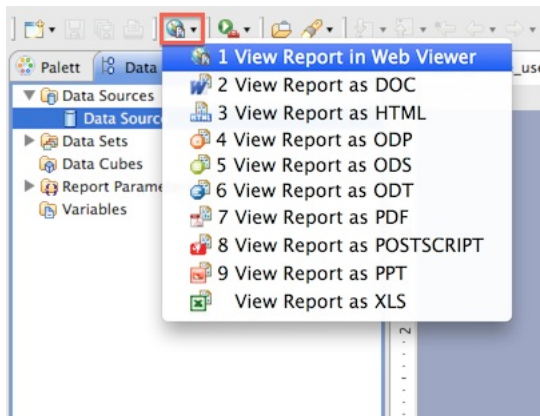 Palett
Data
_use
1 View Report in Web Viewer
2 View Report as DOC
3 View Report as HTML
4 View Report as ODP
5 View Report as ODS
6 View Report as ODT
7 View Report as PDF
8 View Report as POSTSCRIPT
9 View Report as PPT
View Report as XLS
Data Sources
Data Sourc
Data Sets
Data Cubes
Report Parame
Variables
2